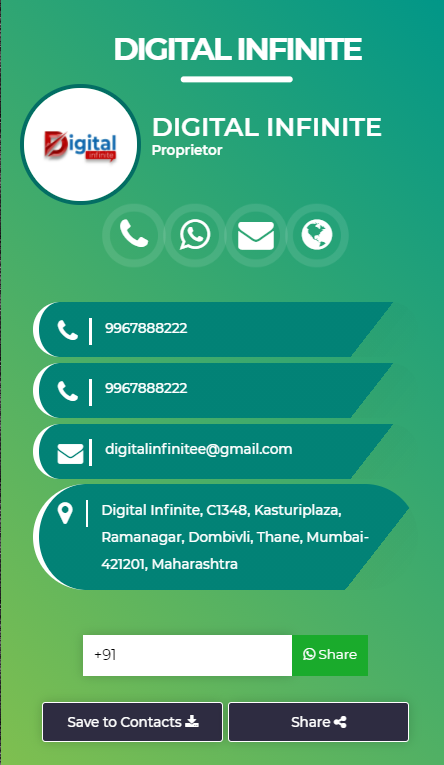 DIGITAL INFINITE
Digital
infinite
DIGITAL INFINITE
Proprietor
9967888222
9967888222
digitalinfinitee@gmail.com
Digital Infinite, C1348, Kasturiplaza,
Ramanagar, Dombivli, Thane, Mumbai-
421201, Maharashtra
+91
Share
Save to Contacts
Share